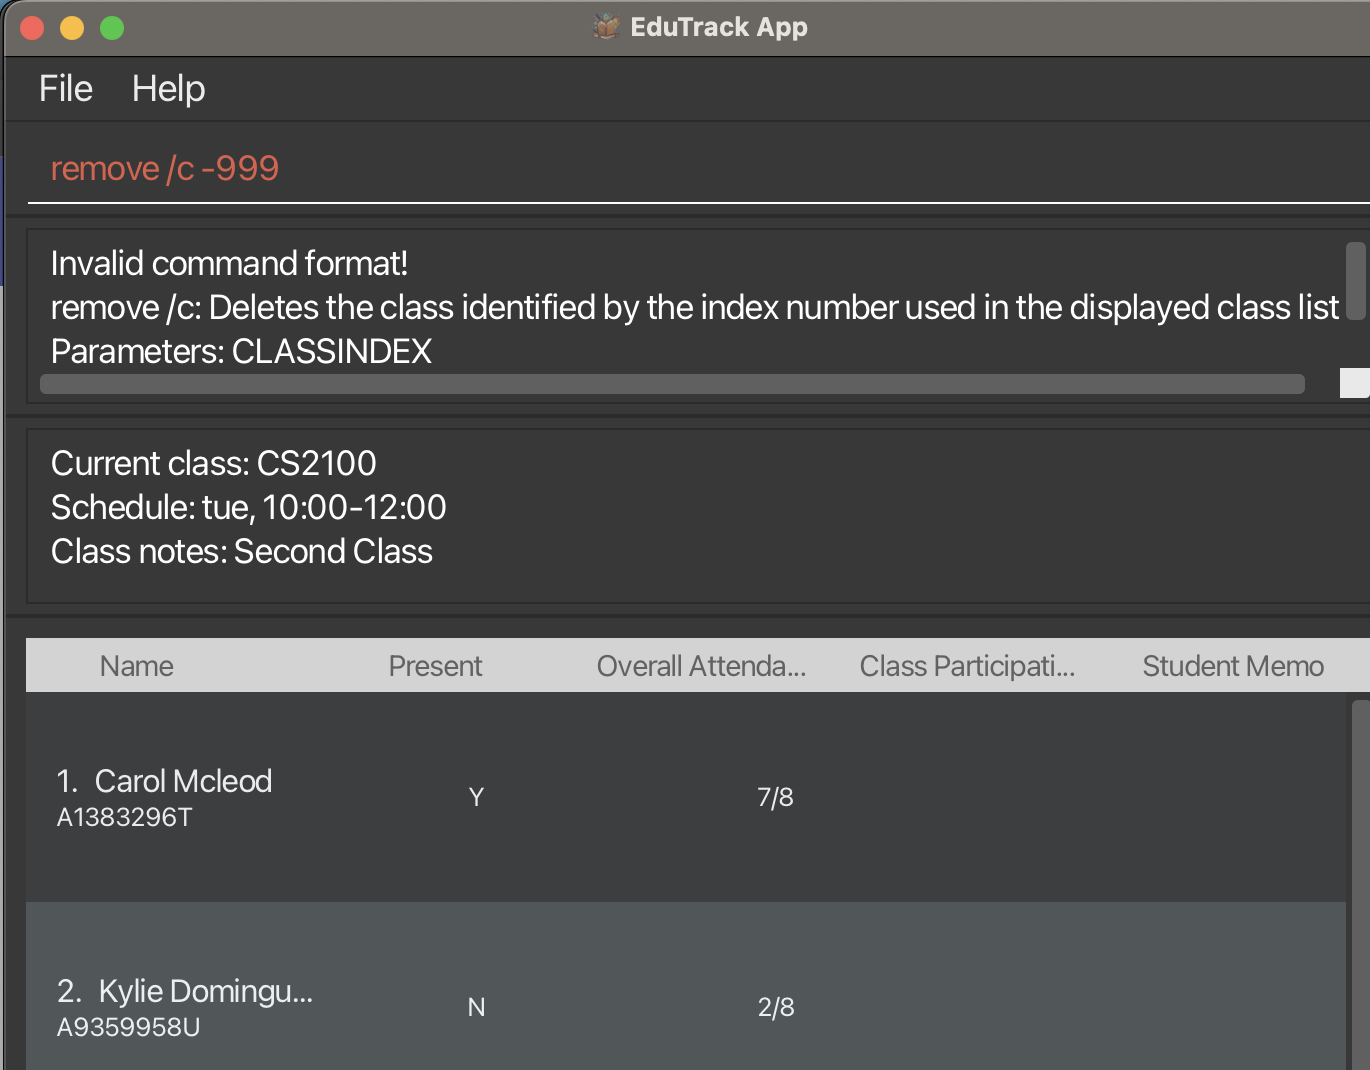 EduTrack App
File Help
remove /c -999
Invalid command format!
remove /c: Deletes the class identified by the index number used in the displayed class list
Parameters: CLASSINDEX
Current class: CS2100
Schedule: tue, 10:00-12:00
Class notes: Second Class
Name Present Overall Attenda... Class Participati... Student Memo
1. Carol Mcleod
A1383296T
Y 7/8
2. Kylie Domingu...
A9359958U
N 2/8